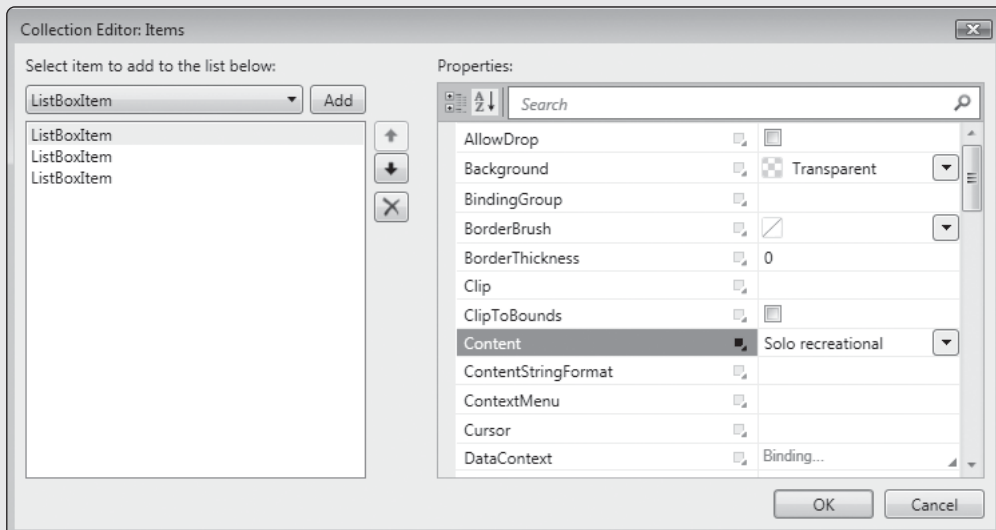 Collection Editor: Items
Select item to add to the list below:
ListBoxItem
Add
ListBoxItem
ListBoxItem
ListBoxItem
Properties:
A
Z
Search
AllowDrop
Background Transparent
BindingGroup
BorderBrush
BorderThickness 0
Clip
ClipToBounds
Content Solo recreational
ContentStringFormat
ContextMenu
Cursor
DataContext Binding...
OK
Cancel